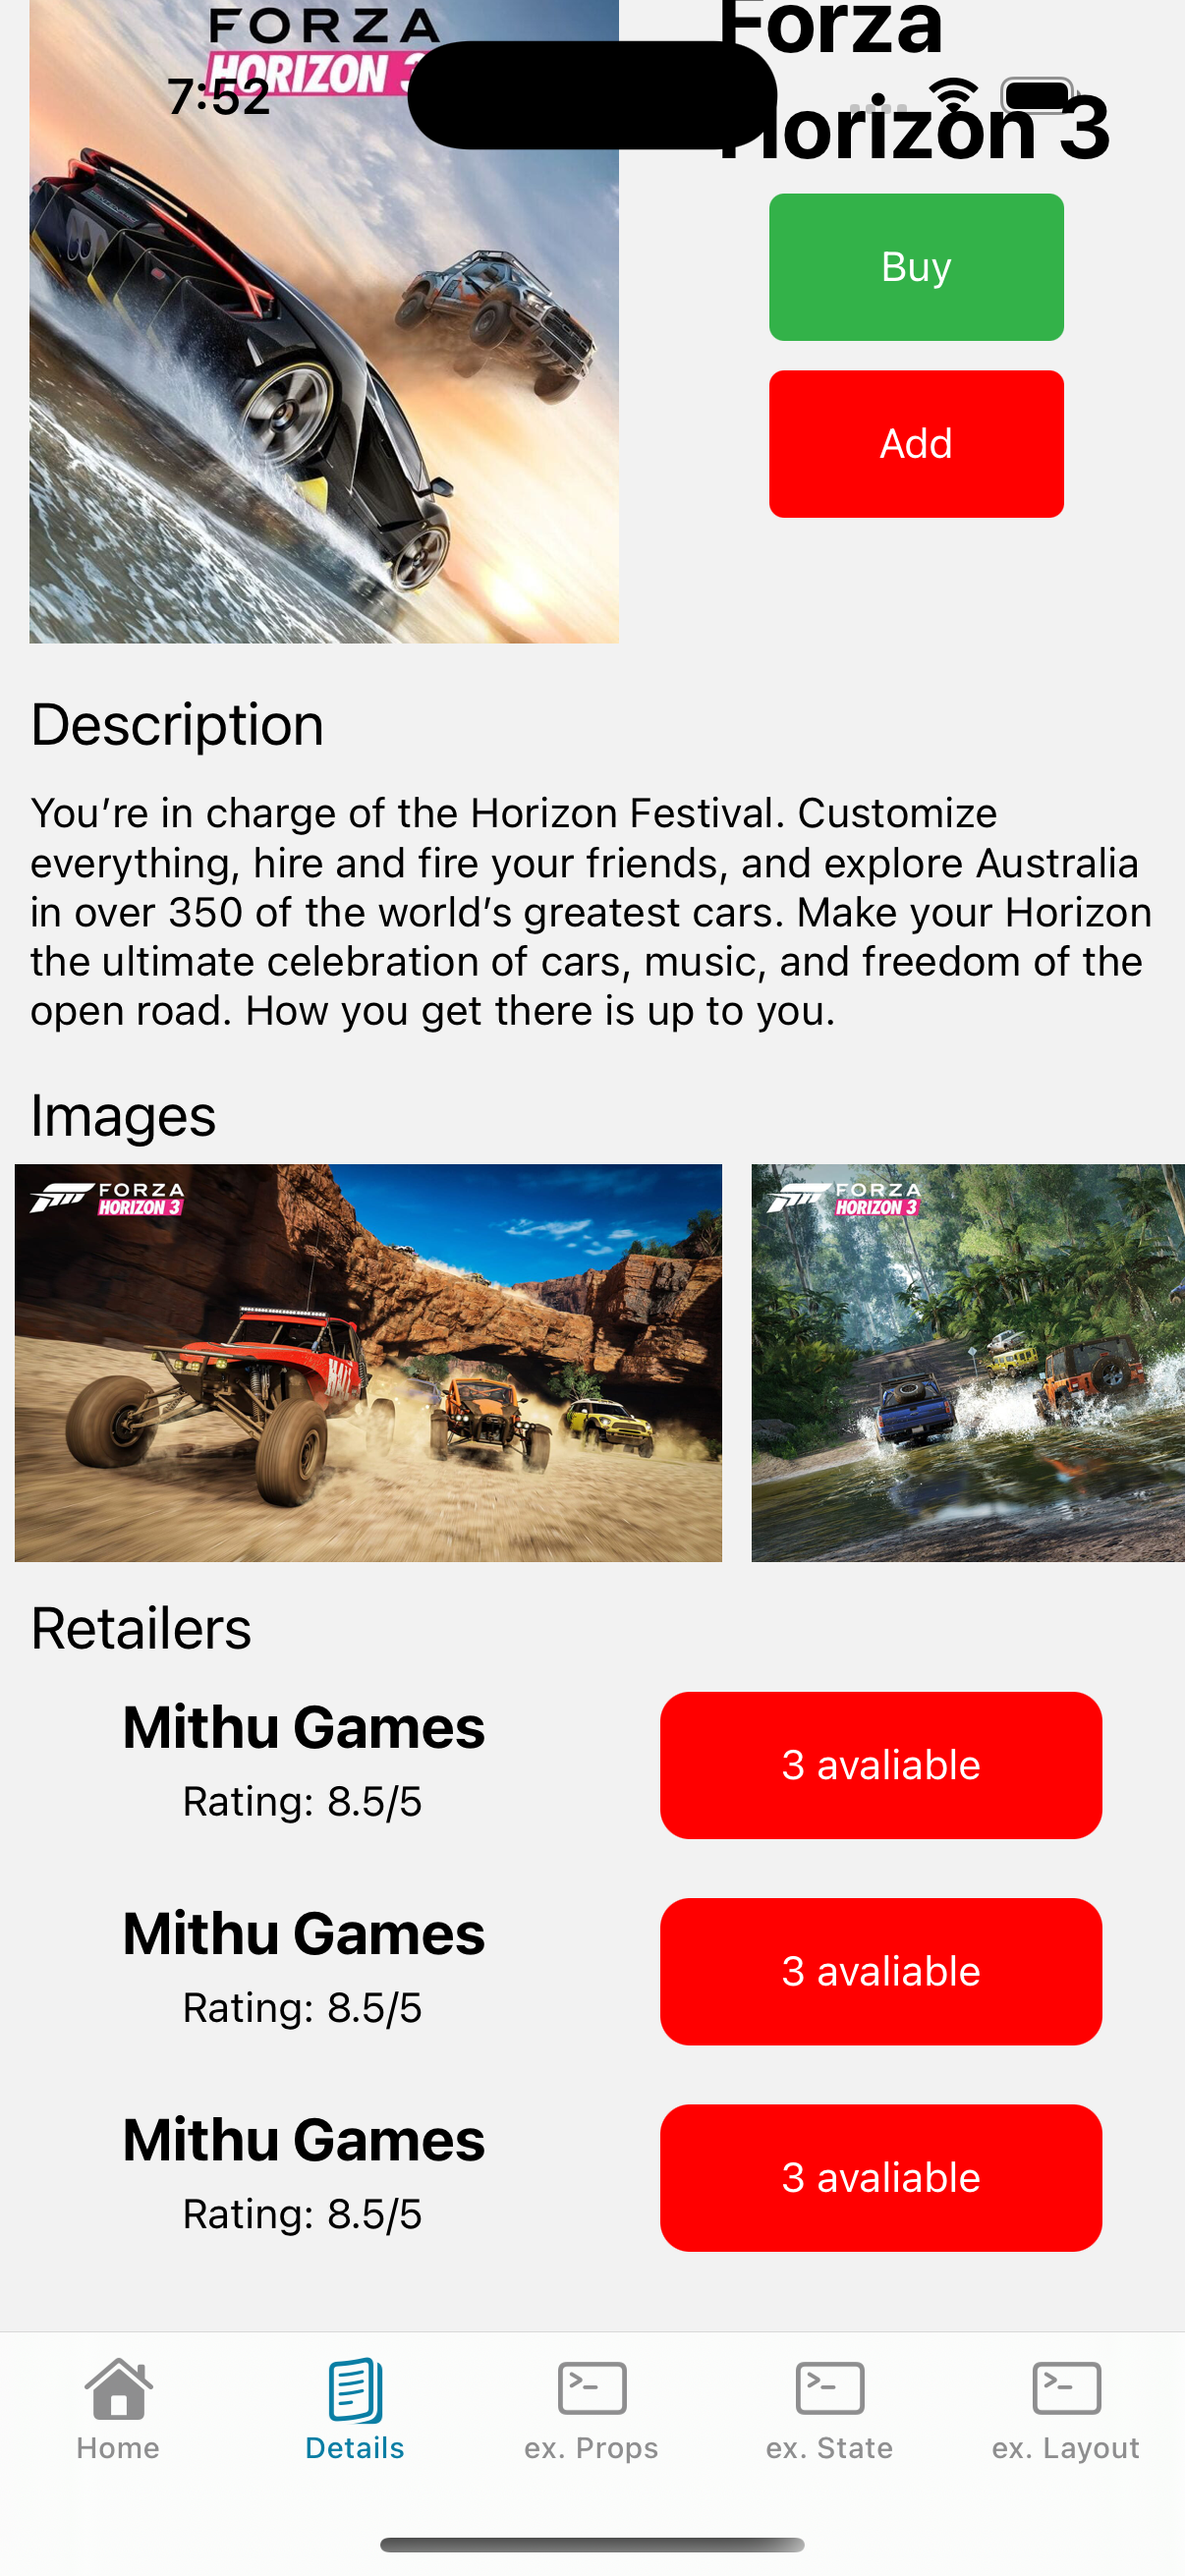 FORZA
HORIZON 3
7:52
Forza
Horizon 3
Buy
Add
Description
You’re in charge of the Horizon Festival. Customize
everything, hire and fire your friends, and explore Australia
in over 350 of the world’s greatest cars. Make your Horizon
the ultimate celebration of cars, music, and freedom of the
open road. How you get there is up to you.
Images
FORZA
HORIZON 3
FORZA
HORIZON 3
Retailers
Mithu Games
Rating: 8.5/5
3 avaliable
Mithu Games
Rating: 8.5/5
3 avaliable
Mithu Games
Rating: 8.5/5
3 avaliable
Home
Details
ex. Props
ex. State
ex. Layout